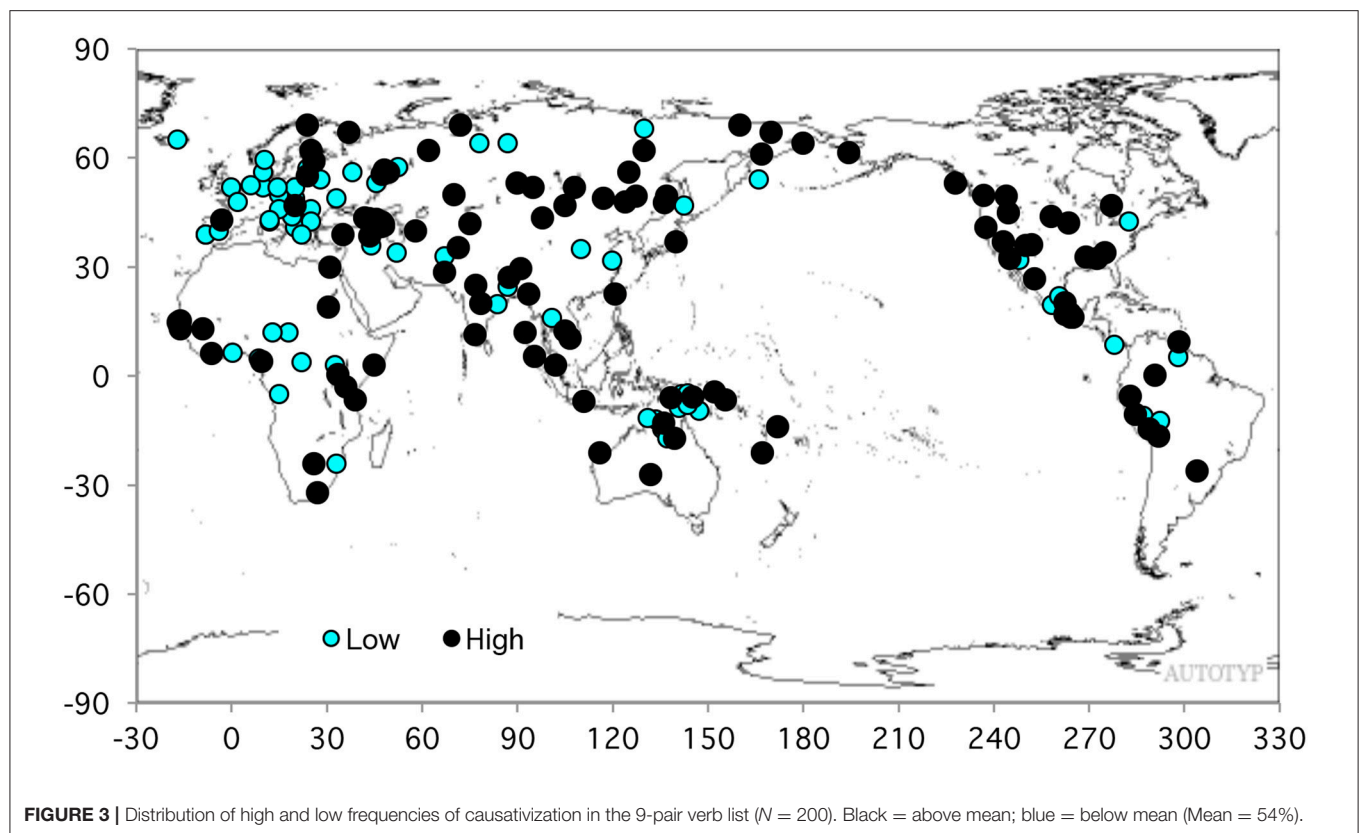 90
60
30
0
-30
-60
-90
Low High
AUTOTYP
-30 0 30 60 90 120 150 180 210 240 270 300 330
FIGURE 3 | Distribution of high and low frequencies of causativization in the 9-pair verb list (N = 200). Black = above mean; blue = below mean (Mean = 54%).